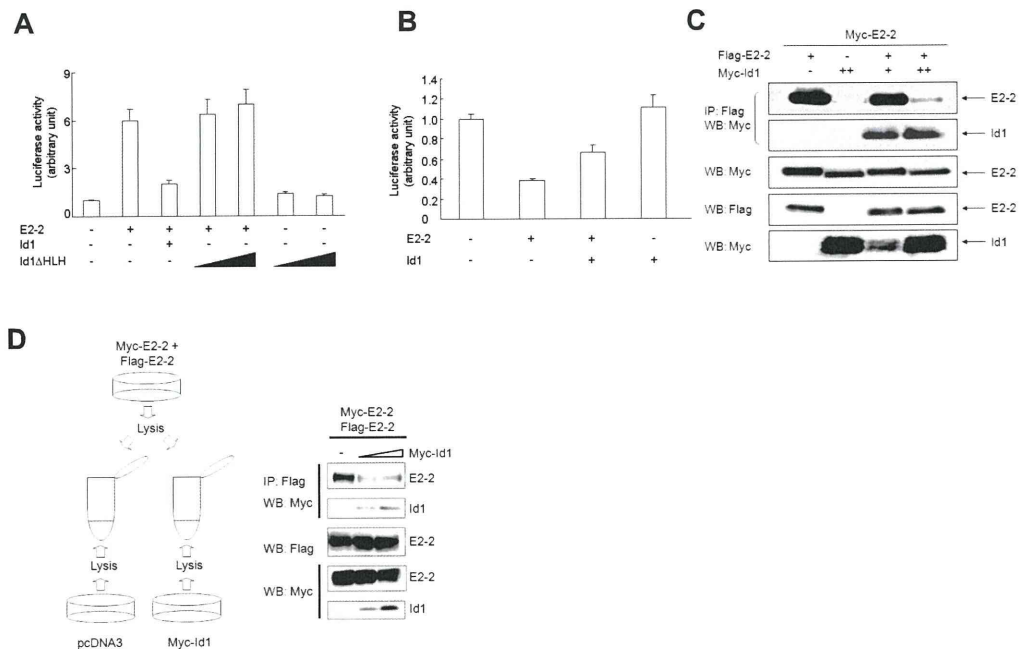 A
Luciferase activity
(arbitrary unit)
9
6
3
0
E2-2 - + + + + - -
Id1 - - +
Id1ΔHLH - - -
B
Luciferase activity
(arbitrary unit)
1.4
1.2
1.0
0.8
0.6
0.4
0.2
0
E2-2 - + + -
Id1 - - + +
C
Myc-E2-2
Flag-E2-2 + - + +
Myc-Id1 - ++ + ++
IP: Flag
WB: Myc
E2-2
Id1
WB: Myc E2-2
WB: Flag E2-2
WB: Myc Id1
D
Myc-E2-2 +
Flag-E2-2
Lysis
Lysis Lysis
pcDNA3 Myc-Id1
Myc-E2-2
Flag-E2-2
- Myc-Id1
IP: Flag
WB: Myc
E2-2
Id1
WB: Flag E2-2
WB: Myc
E2-2
Id1